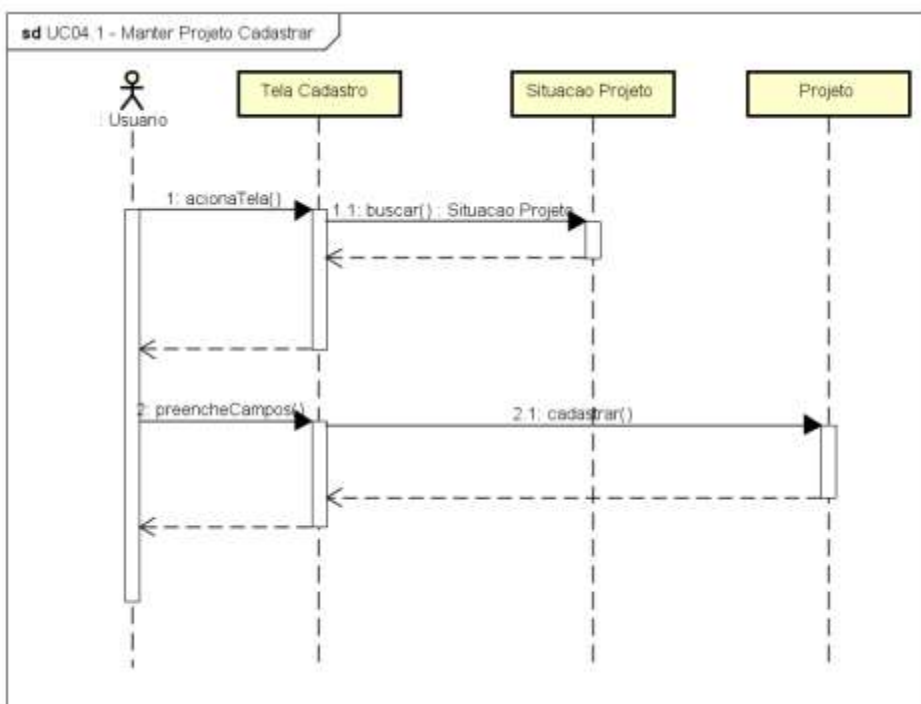 sd UC04.1 - Manter Projeto Cadastrar
: Usuario
Tela Cadastro
Situacao Projeto
Projeto
1: acionaTela()
1.1: buscar() : Situacao Projeto
2: preencheCampos()
2.1: cadastrar()